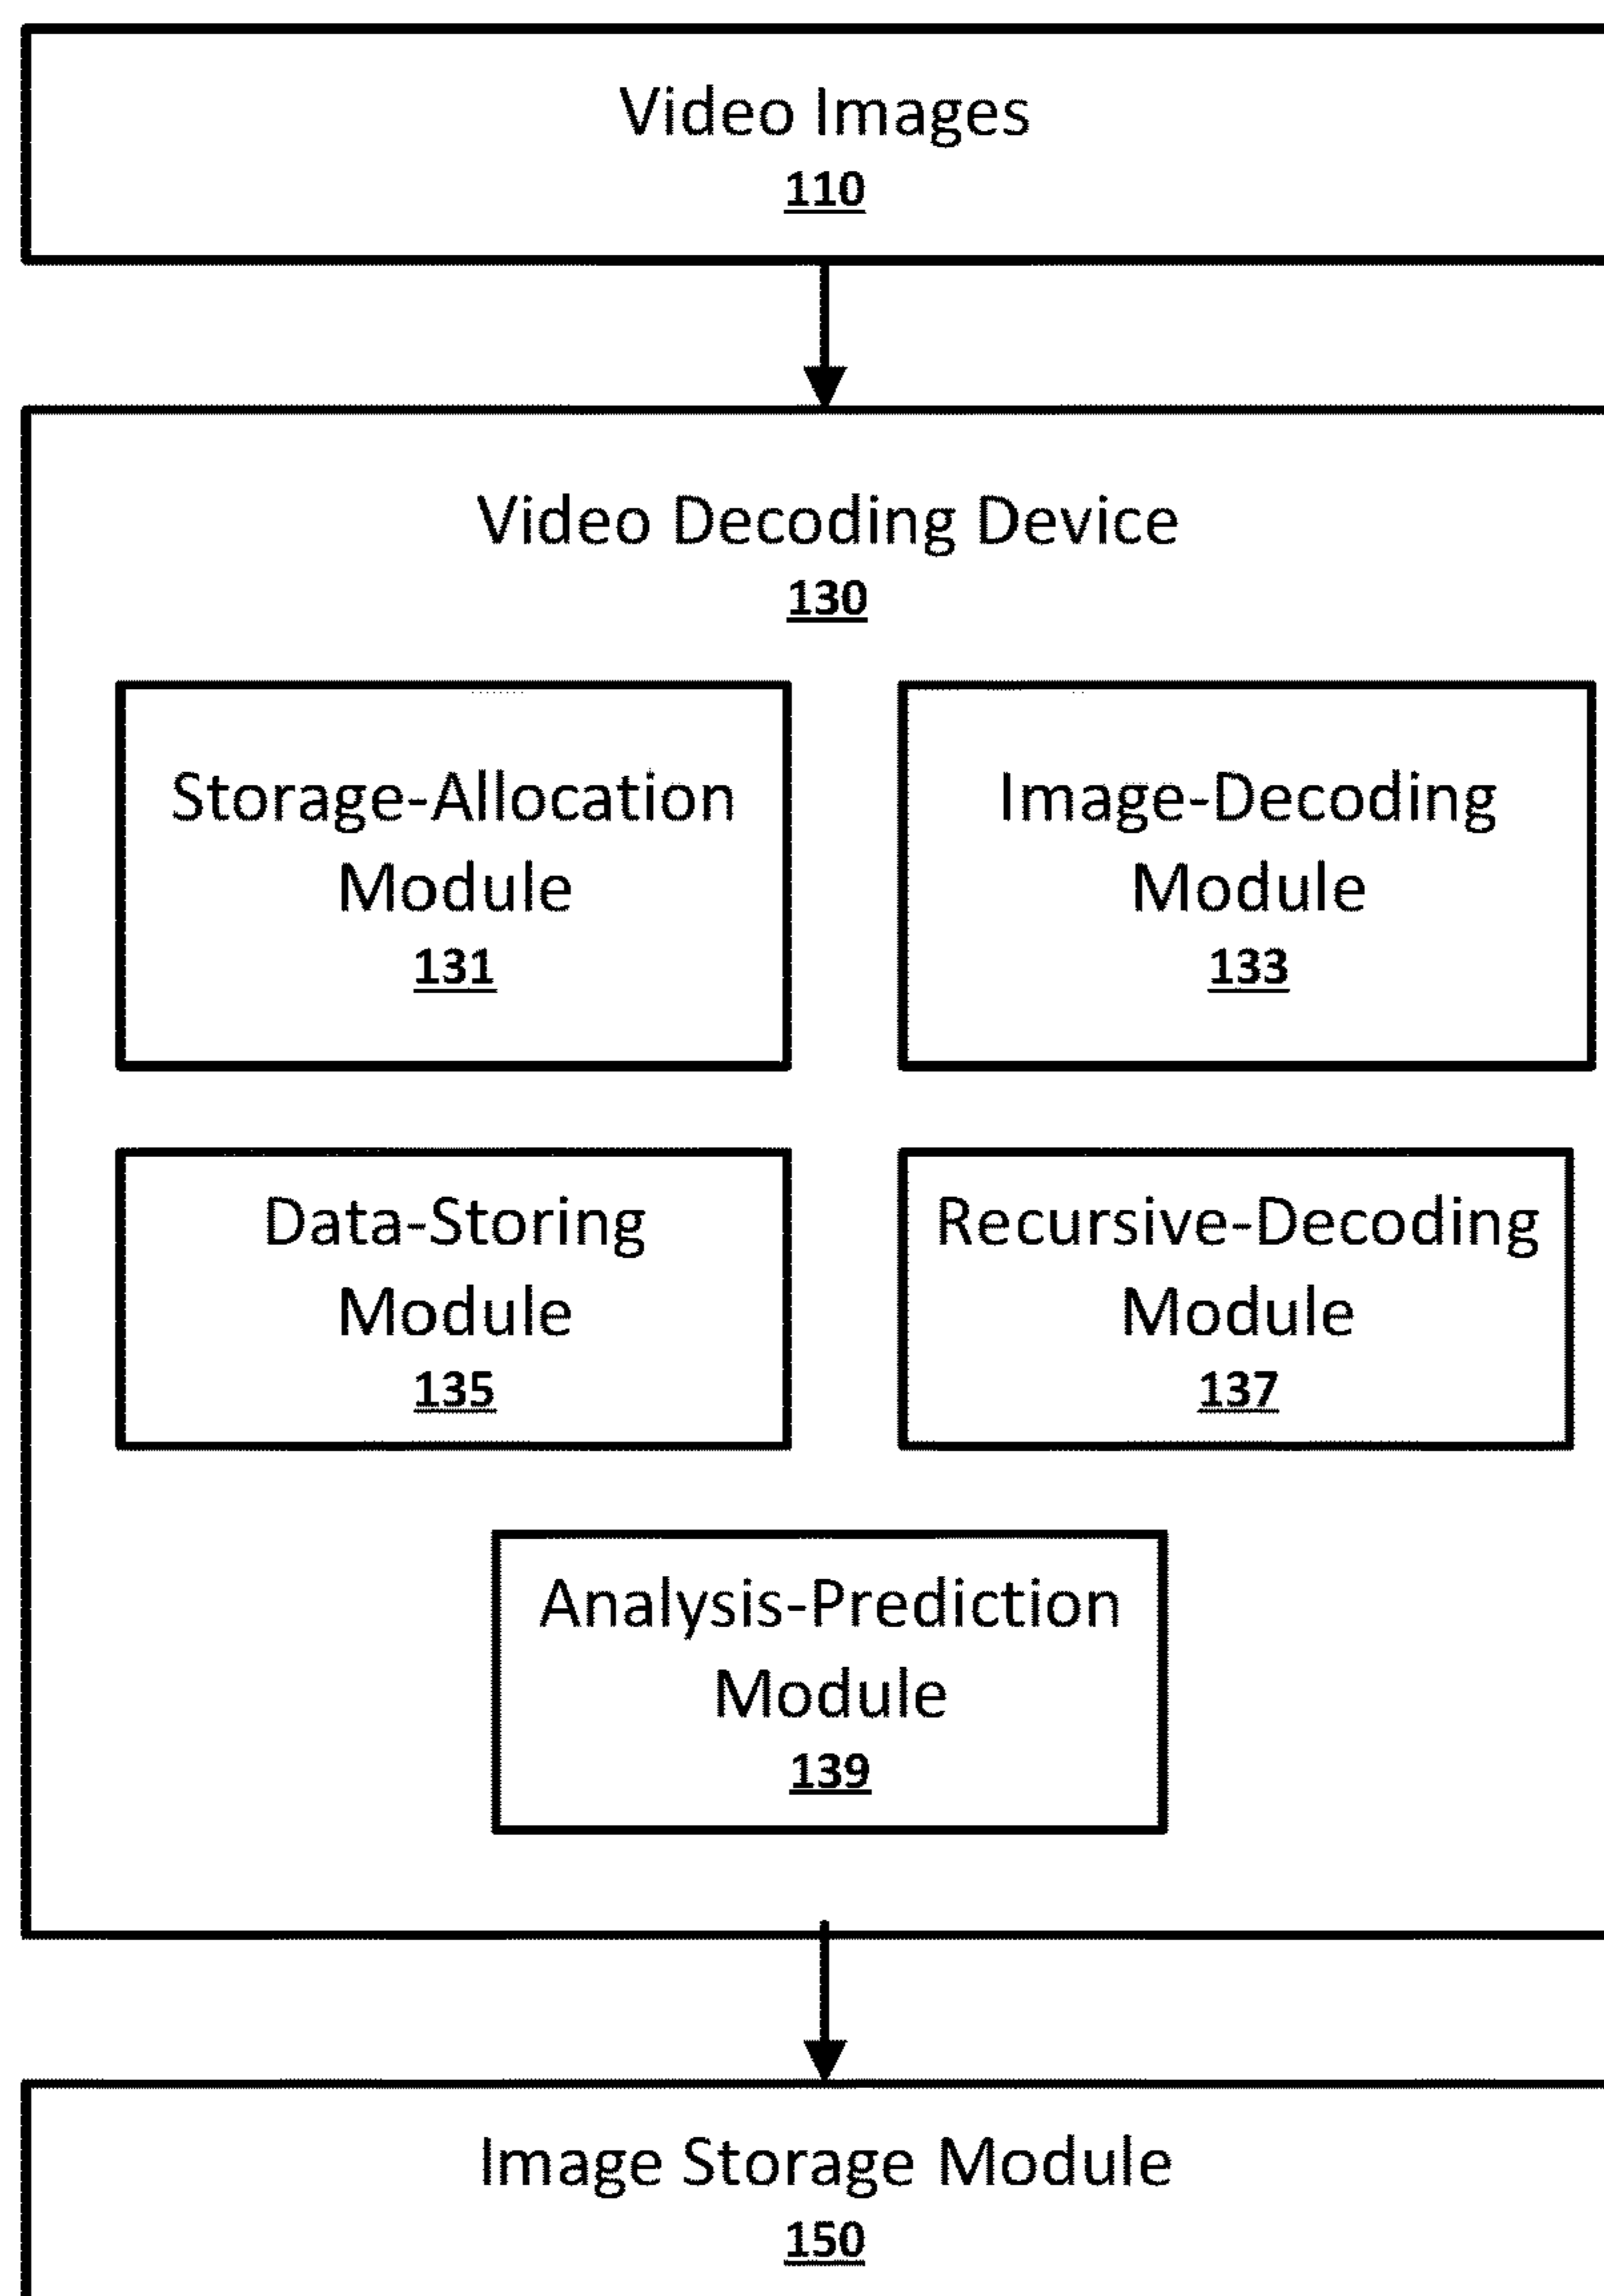 Video Images
110
Video Decoding Device
130
Storage-Allocation
Module
131
Image-Decoding
Module
133
Data-Storing
Module
135
Recursive-Decoding
Module
137
Analysis-Prediction
Module
139
Image Storage Module
150